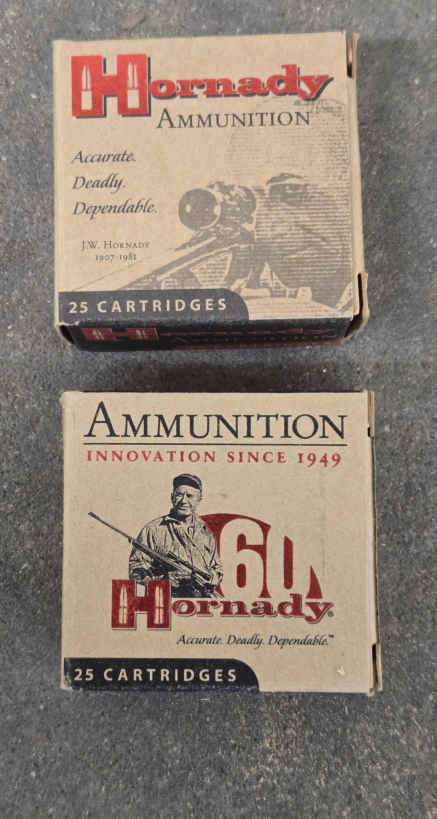 Hornady
AMMUNITION
Accurate.
Deadly.
Dependable.
J.W. HORNADY
1907-1981
25 CARTRIDGES
H
AMMUNITION
INNOVATION SINCE 1949
60
Hornady®
Accurate. Deadly. Dependable.™
25 CARTRIDGES